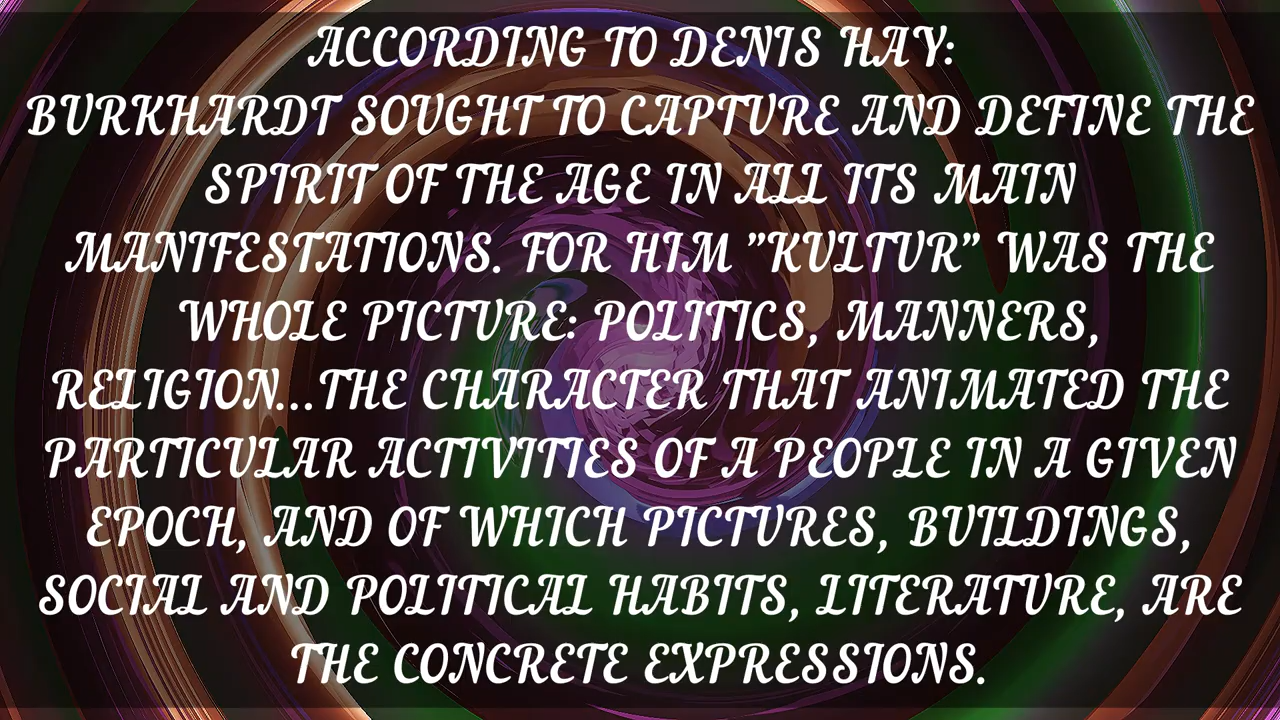 ACCORDING TO DENIS HAY:
BURKHARDT SOUGHT TO CAPTURE AND DEFINE THE
SPIRIT OF THE AGE IN ALL ITS MAIN
MANIFESTATIONS. FOR HIM "KULTUR" WAS THE
WHOLE PICTURE: POLITICS, MANNERS,
RELIGION...THE CHARACTER THAT ANIMATED THE
PARTICULAR ACTIVITIES OF A PEOPLE IN A GIVEN
EPOCH, AND OF WHICH PICTURES, BUILDINGS,
SOCIAL AND POLITICAL HABITS, LITERATURE, ARE
THE CONCRETE EXPRESSIONS.